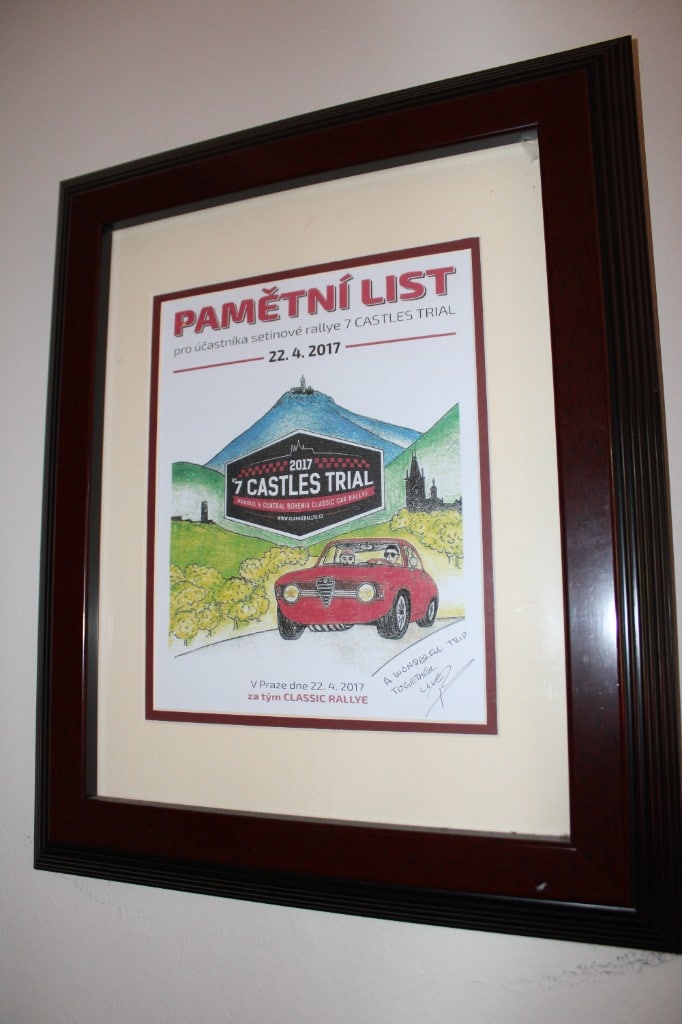 PAMĚTNÍ LIST
pro účastníka setinové rallye 7 CASTLES TRIAL
22. 4. 2017
2017
7 CASTLES TRIAL
PRAGUE & CENTRAL BOHEMIA CLASSIC CAR RALLYE
A WONDERFUL TRIP
TOGETHER
LOVE
V Praze dne 22. 4. 2017
za tým CLASSIC RALLYE